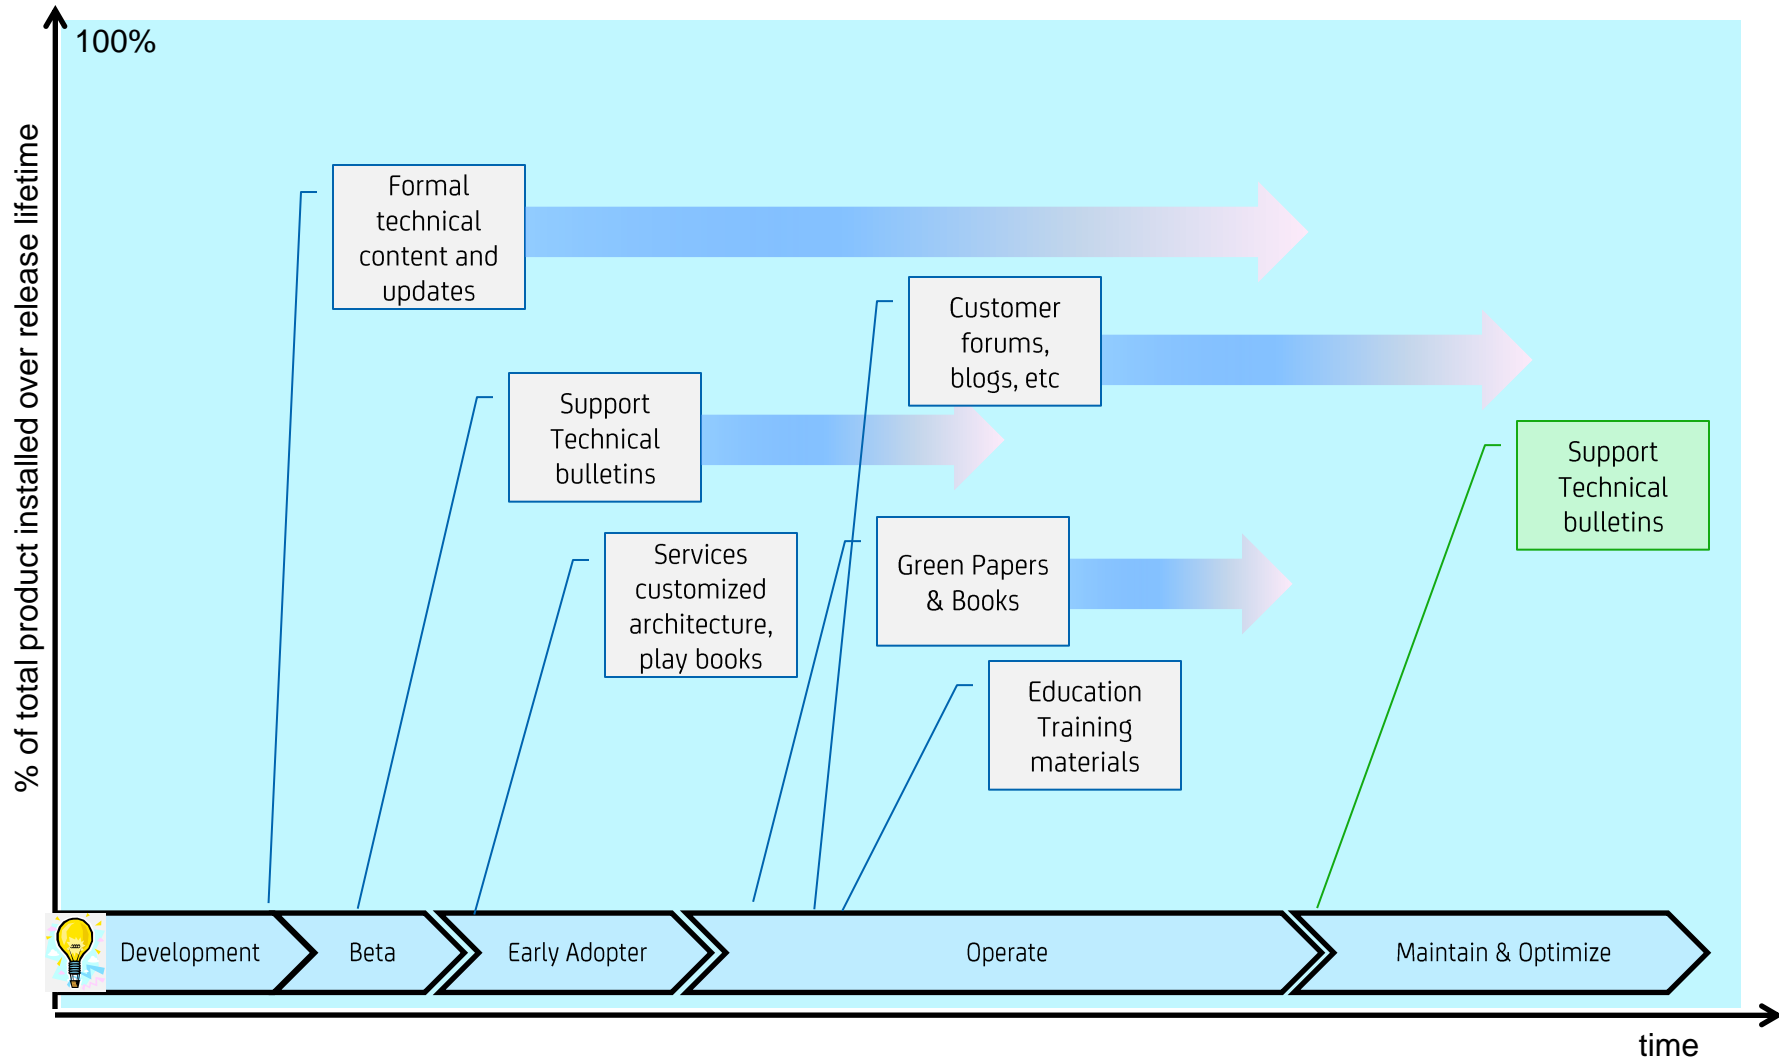 100%
% of total product installed over release lifetime
Formal
technical
content and
updates
Customer
forums,
blogs, etc
Support
Technical
bulletins
Support
Technical
bulletins
Services
customized
architecture,
play books
Green Papers
& Books
Education
Training
materials
Development
Beta
Early Adopter
Operate
Maintain & Optimize
time